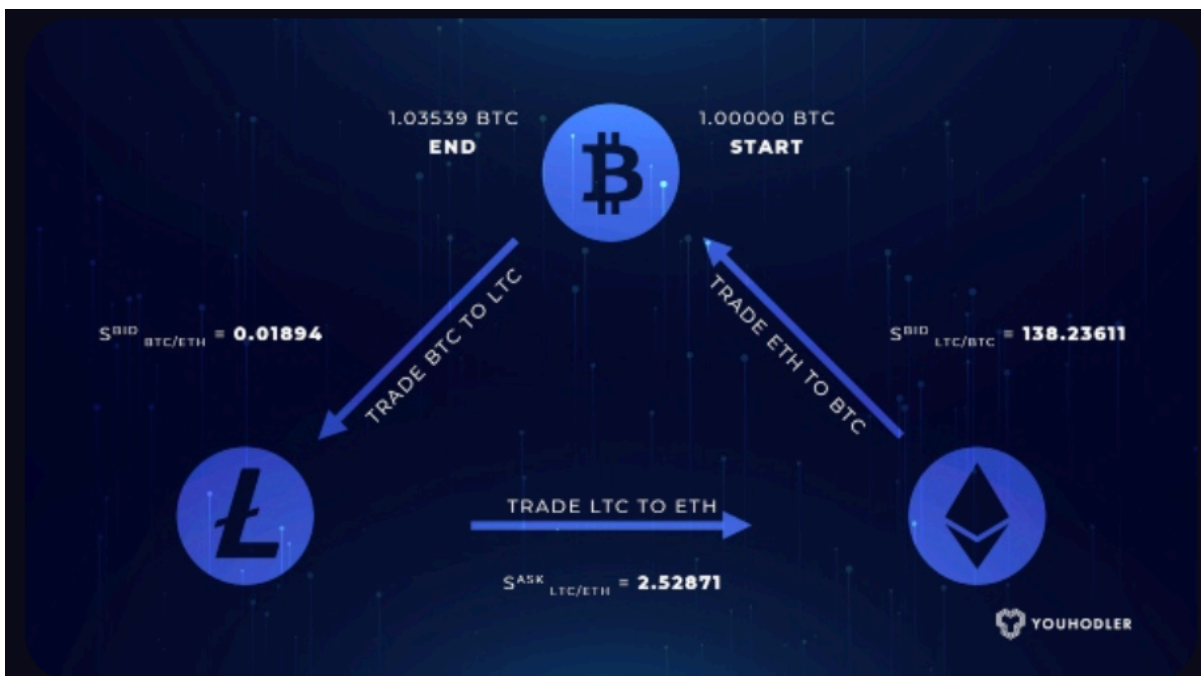 1.03539 BTC
END
1.00000 BTC
START
TRADE BTC TO LTC
TRADE ETH TO BTC
S^BID BTC/ETH = 0.01894
S^BID LTC/BTC = 138.23611
TRADE LTC TO ETH
S^ASK LTC/ETH = 2.52871
YOUHODLER